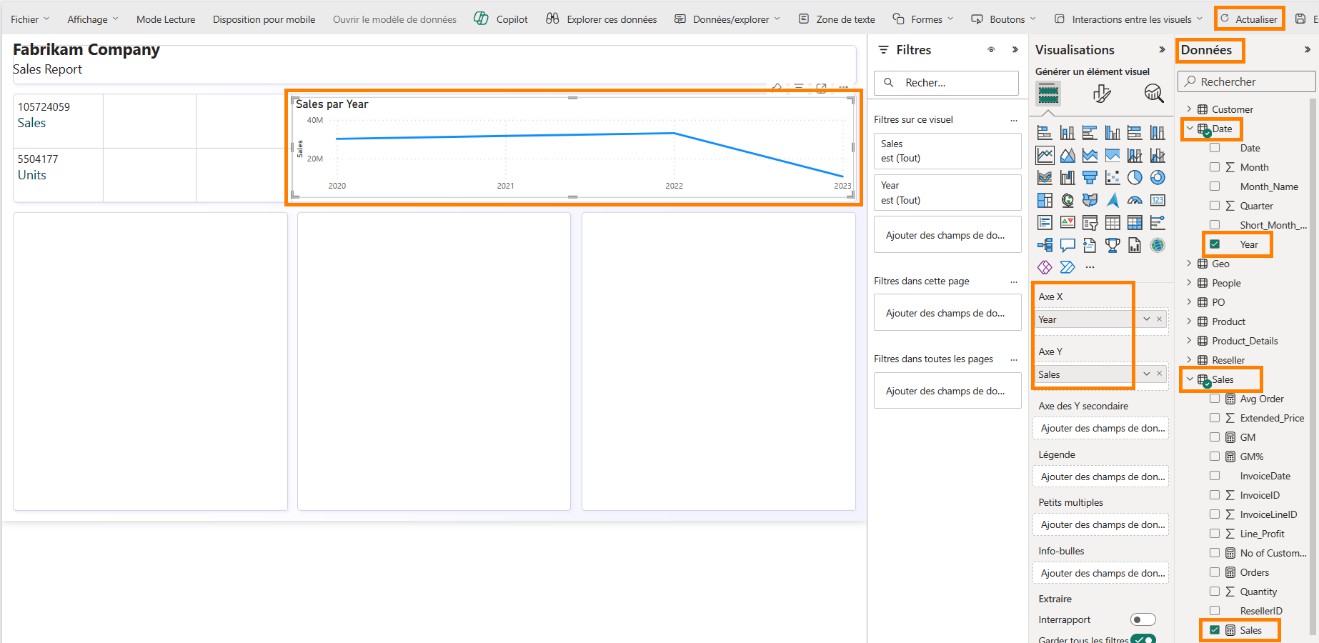 Fichier
Affichage
Mode Lecture
Disposition pour mobile
Ouvrir le modèle de données
Copilot
Explorer ces données
Données/explorer
Zone de texte
Formes
Boutons
Interactions entre les visuels
Actualiser
Fabrikam Company
Sales Report
105724059
Sales
5504177
Units
Sales par Year
Sales
40M
20M
2020
2021
2022
2023
Filtres
Recher...
Filtres sur ce visuel
...
Sales
est (Tout)
Year
est (Tout)
Ajouter des champs de do...
Filtres dans cette page
...
Ajouter des champs de do...
Filtres dans toutes les pages
...
Ajouter des champs de do...
Visualisations
Générer un élément visuel
...
Axe X
Year
Axe Y
Sales
Axe des Y secondaire
Ajouter des champs de don...
Légende
Ajouter des champs de don...
Petits multiples
Ajouter des champs de don...
Info-bulles
Ajouter des champs de don...
Extraire
Interrapport
Garder tous les filtres
Données
Rechercher
Customer
Date
Date
Month
Month_Name
Quarter
Short_Month_...
Year
Geo
People
PO
Product
Product_Details
Reseller
Sales
Avg Order
Extended_Price
GM
GM%
InvoiceDate
InvoiceID
InvoiceLineID
Line_Profit
No of Custom...
Orders
Quantity
ResellerID
Sales